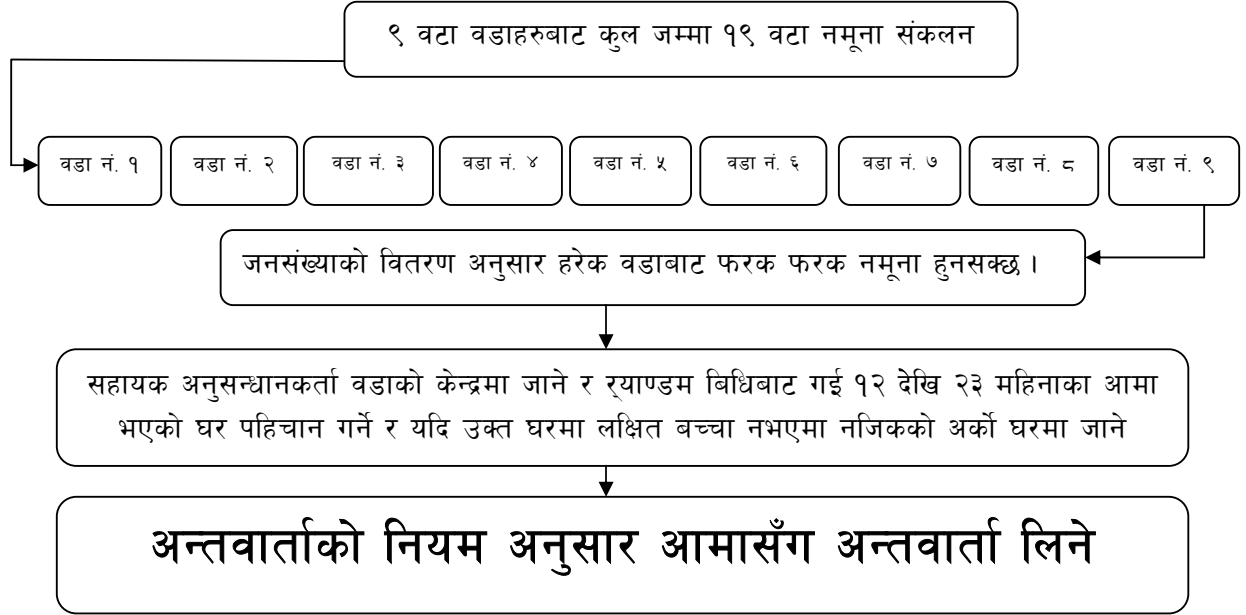 ९ वटा वडाहरुबाट कुल जम्मा १९ वटा नमूना संकलन
वडा नं. १
वडा नं. २
वडा नं. ३
वडा नं. ४
वडा नं. ५
वडा नं. ६
वडा नं. ७
वडा नं. ८
वडा नं. ९
जनसंख्याको वितरण अनुसार हरेक वडाबाट फरक फरक नमूना हुनसक्छ ।
सहायक अनुसन्धानकर्ता वडाको केन्द्रमा जाने र र्‍याण्डम बिधिबाट गई १२ देखि २३ महिनाका आमा
भएको घर पहिचान गर्ने र यदि उक्त घरमा लक्षित बच्चा नभएमा नजिकको अर्को घरमा जाने
अन्तवार्ताको नियम अनुसार आमासँग अन्तवार्ता लिने